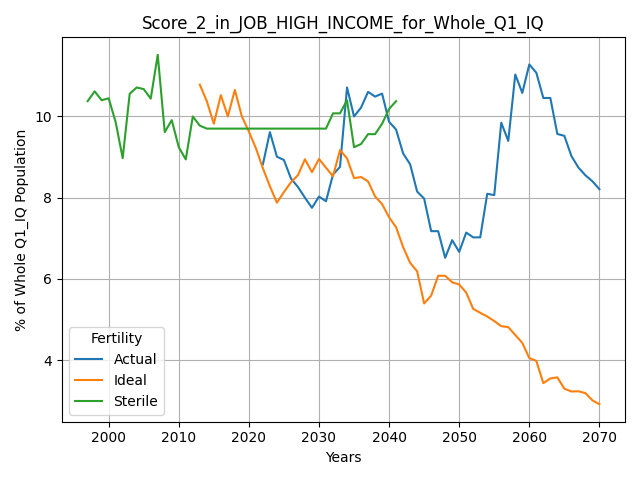 Score_2_in_JOB_HIGH_INCOME_for_Whole_Q1_IQ
% of Whole Q1_IQ Population
10
8
6
4
Fertility
Actual
Ideal
Sterile
2000 2010 2020 2030 2040 2050 2060 2070
Years